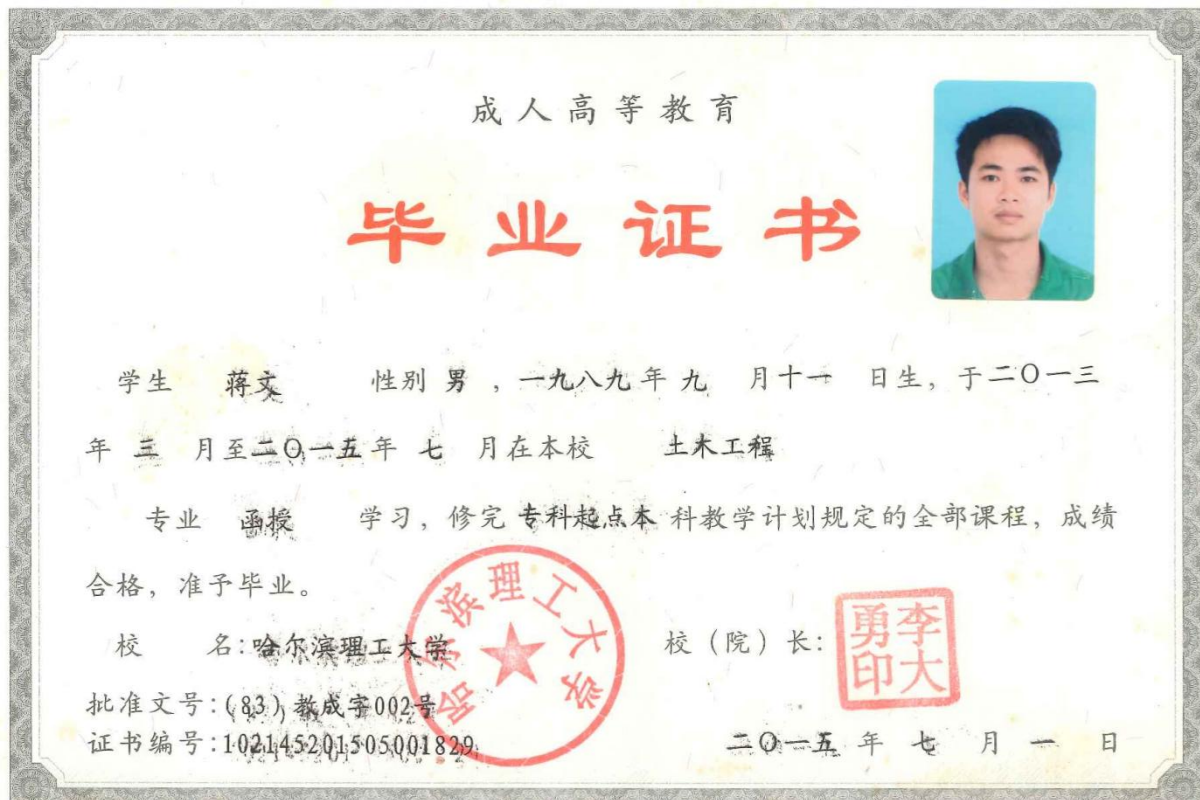 成人高等教育
毕业证书
学生 蒋文 性别 男 ，一九八九年 九 月十一 日生，于二〇一三
年 三 月至二〇一五年 七 月在本校 土木工程
专业 函授 学习，修完 专科起点本 科教学计划规定的全部课程，成绩
合格，准予毕业。
校 名：哈尔滨理工大学
哈尔滨理工大学
校（院）长：
李大勇印
批准文号：(83) 教成字002号
证书编号：102145201505001829
二〇一五 年 七 月 一 日